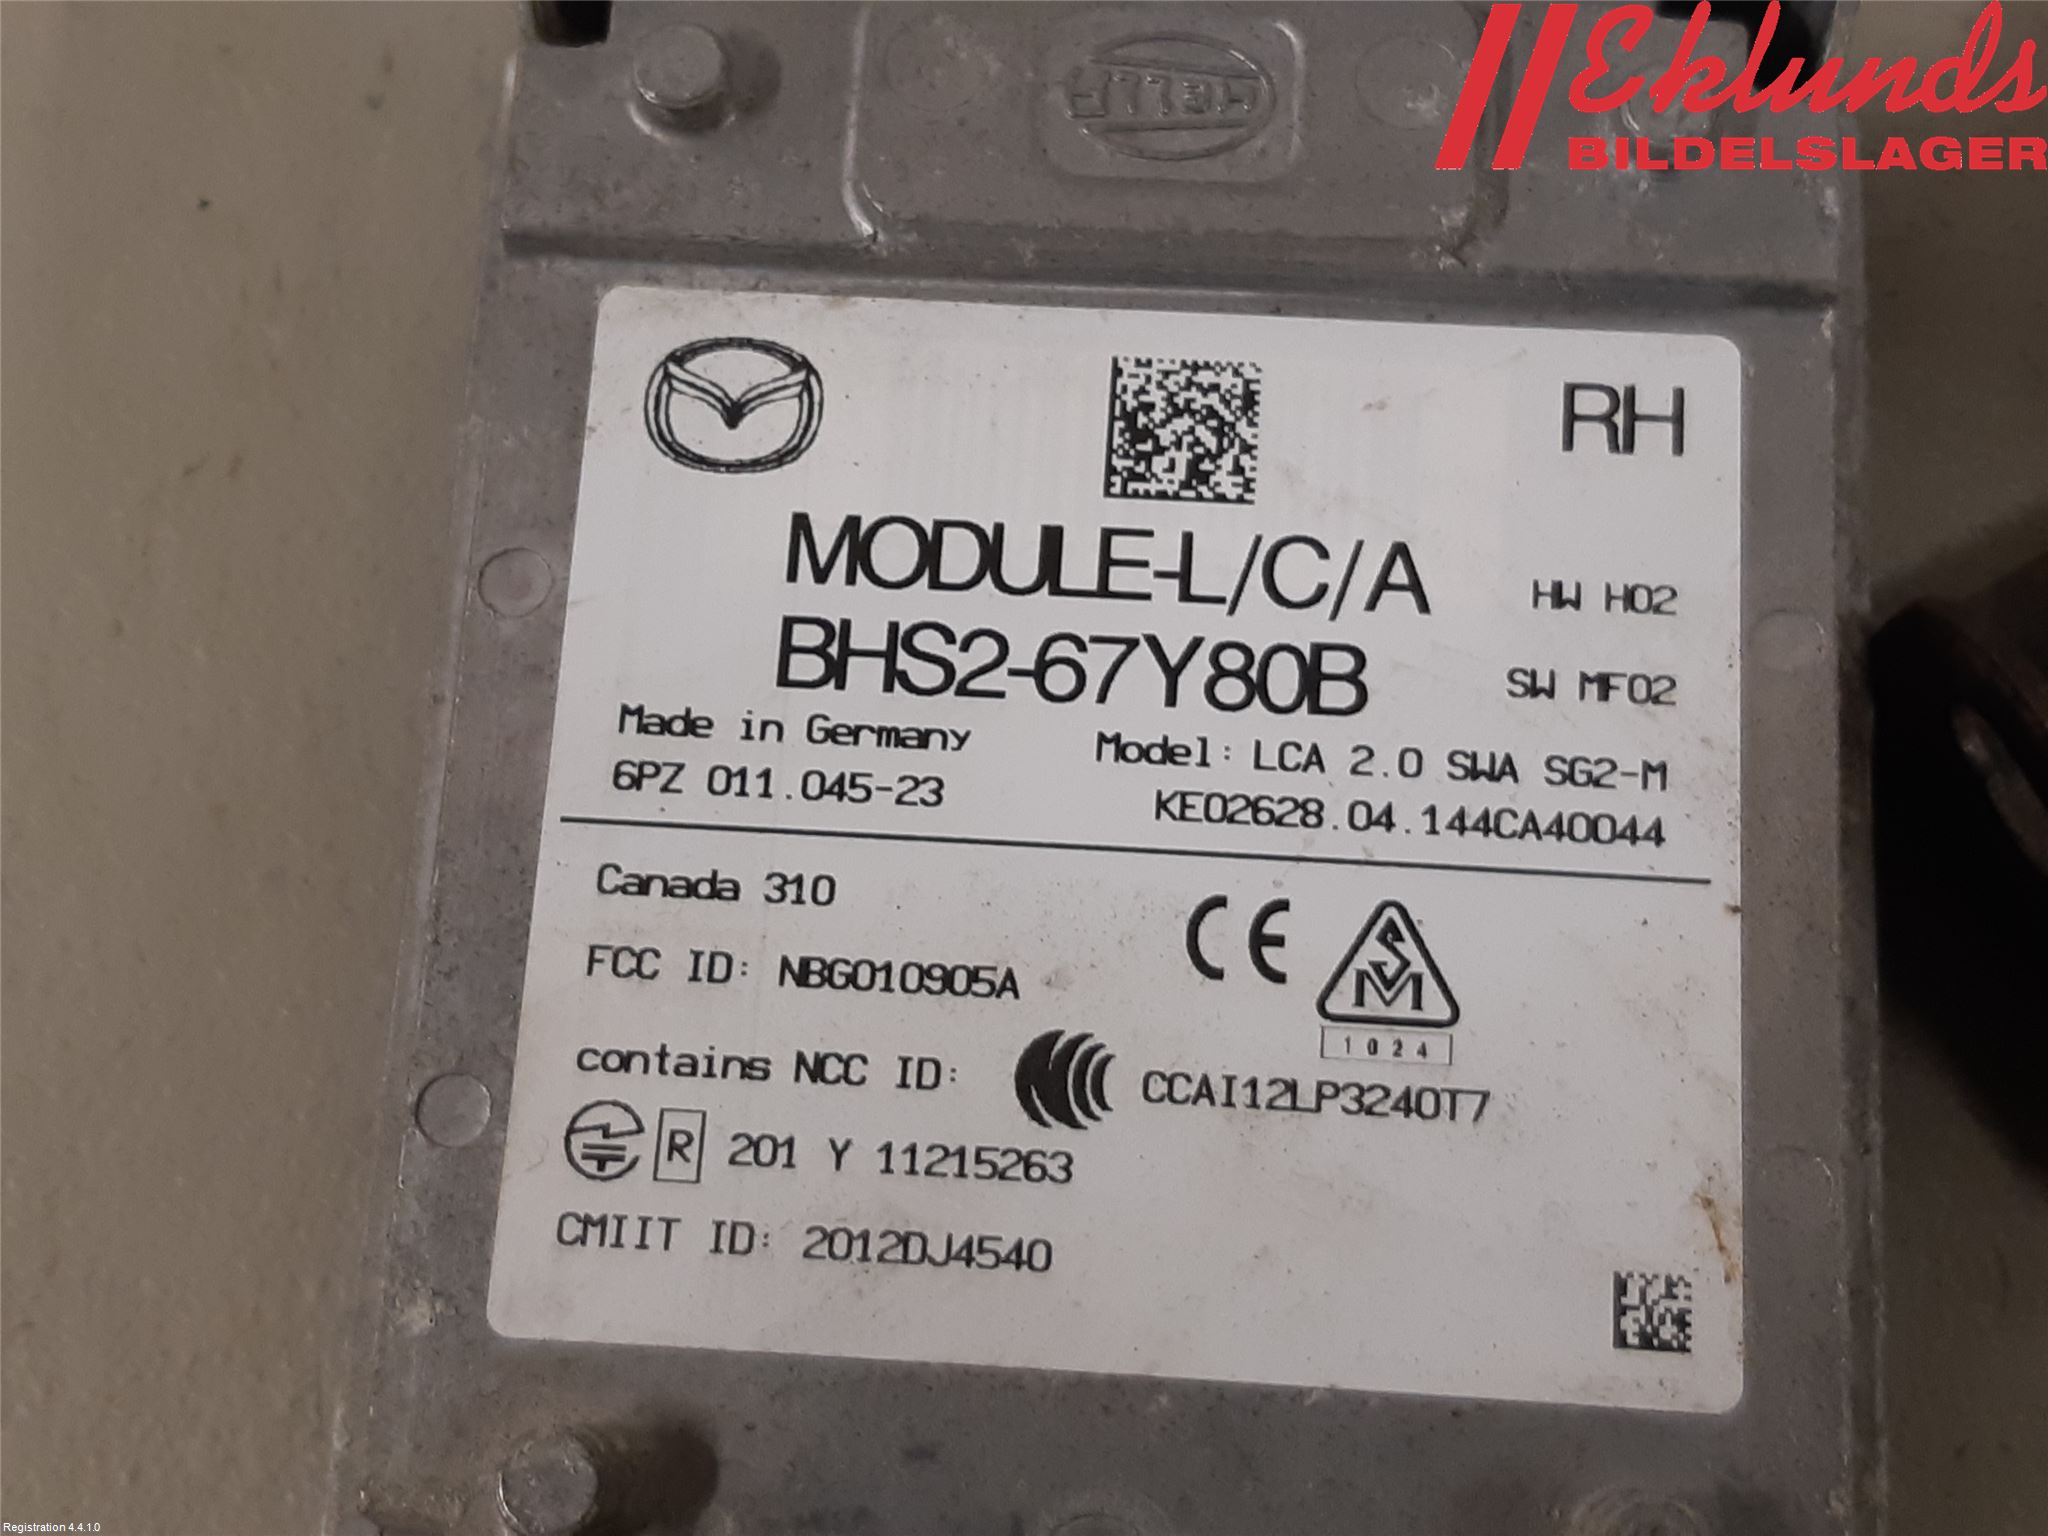 HELLA
Eklunds
BILDELSLAGER
RH
MODULE-L/C/A
HW H02
BHS2-67Y80B
SW MF02
Made in Germany
Model: LCA 2.0 SWA SG2-M
6PZ 011.045-23
KE02628.04.144CA40044
Canada 310
CE
SM
1024
FCC ID: NBG010905A
contains NCC ID: CCAI12LP3240T7
R 201 Y 11215263
CMIIT ID: 2012DJ4540
Registration 4.4.1.0